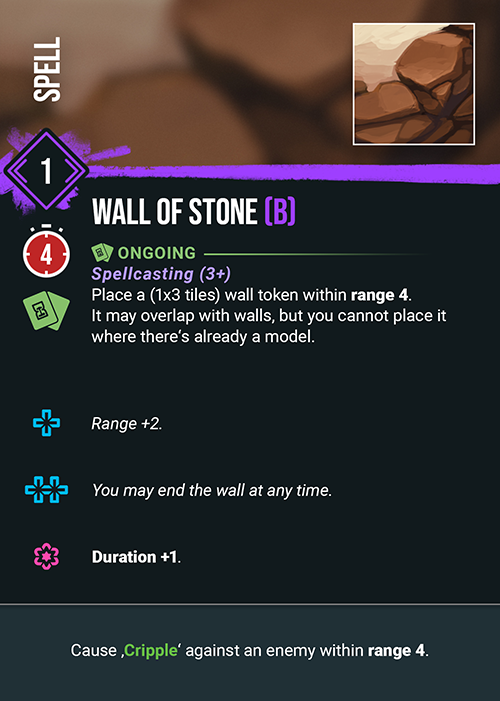 SPELL
1
WALL OF STONE (B)
4
ONGOING
Spellcasting (3+)
Place a (1x3 tiles) wall token within range 4.
It may overlap with walls, but you cannot place it
where there‘s already a model.
Range +2.
You may end the wall at any time.
Duration +1.
Cause ‚Cripple‘ against an enemy within range 4.